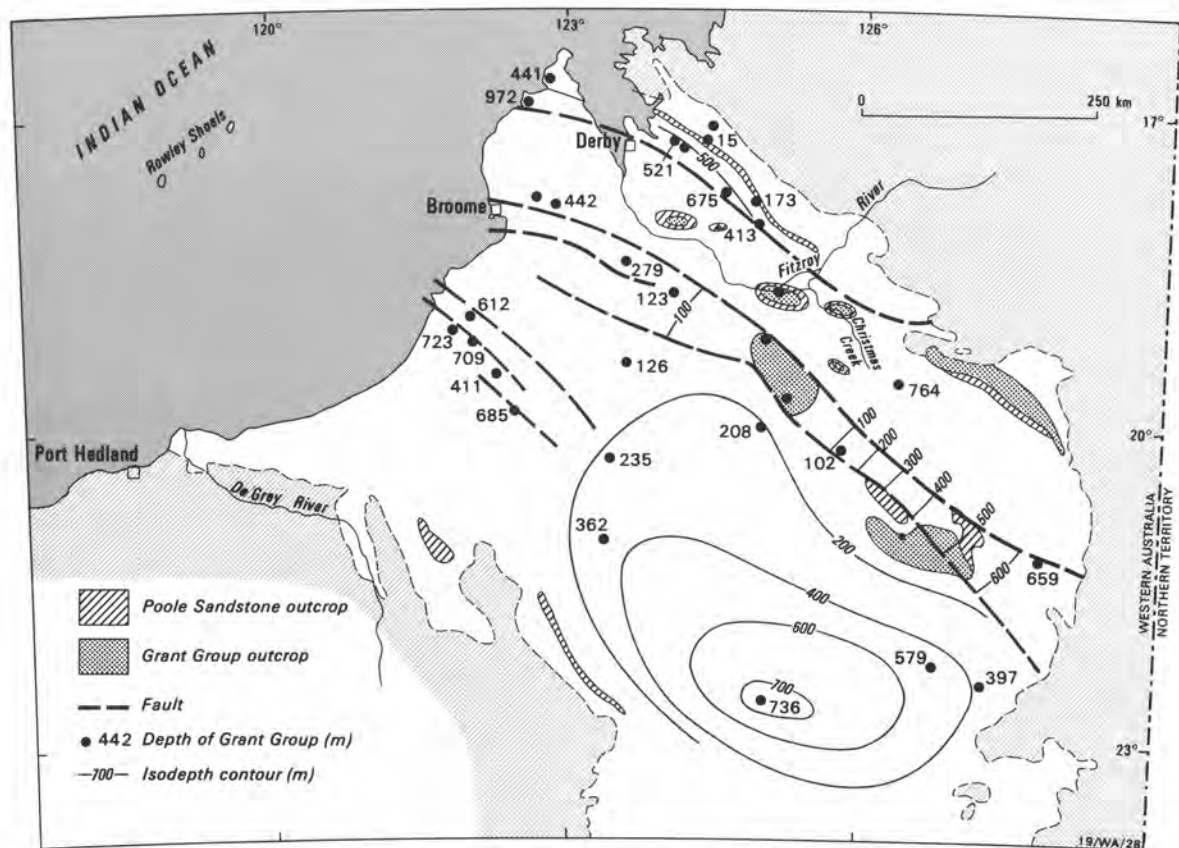 120°
123°
126°
INDIAN OCEAN
Rowley Shoals
441
972
0
250 km
17°
Derby
15
521
500
675
173
River
Broome
442
413
Fitzroy
279
123
100
612
723
709
Christmas
Creek
126
411
764
685
208
100
20°
102
200
Port Hedland
235
300
400
De Grey River
362
500
200
600
659
WESTERN AUSTRALIA
NORTHERN TERRITORY
400
Poole Sandstone outcrop
600
Grant Group outcrop
579
397
700
736
Fault
442 Depth of Grant Group (m)
23°
700 Isodepth contour (m)
19/WA/28